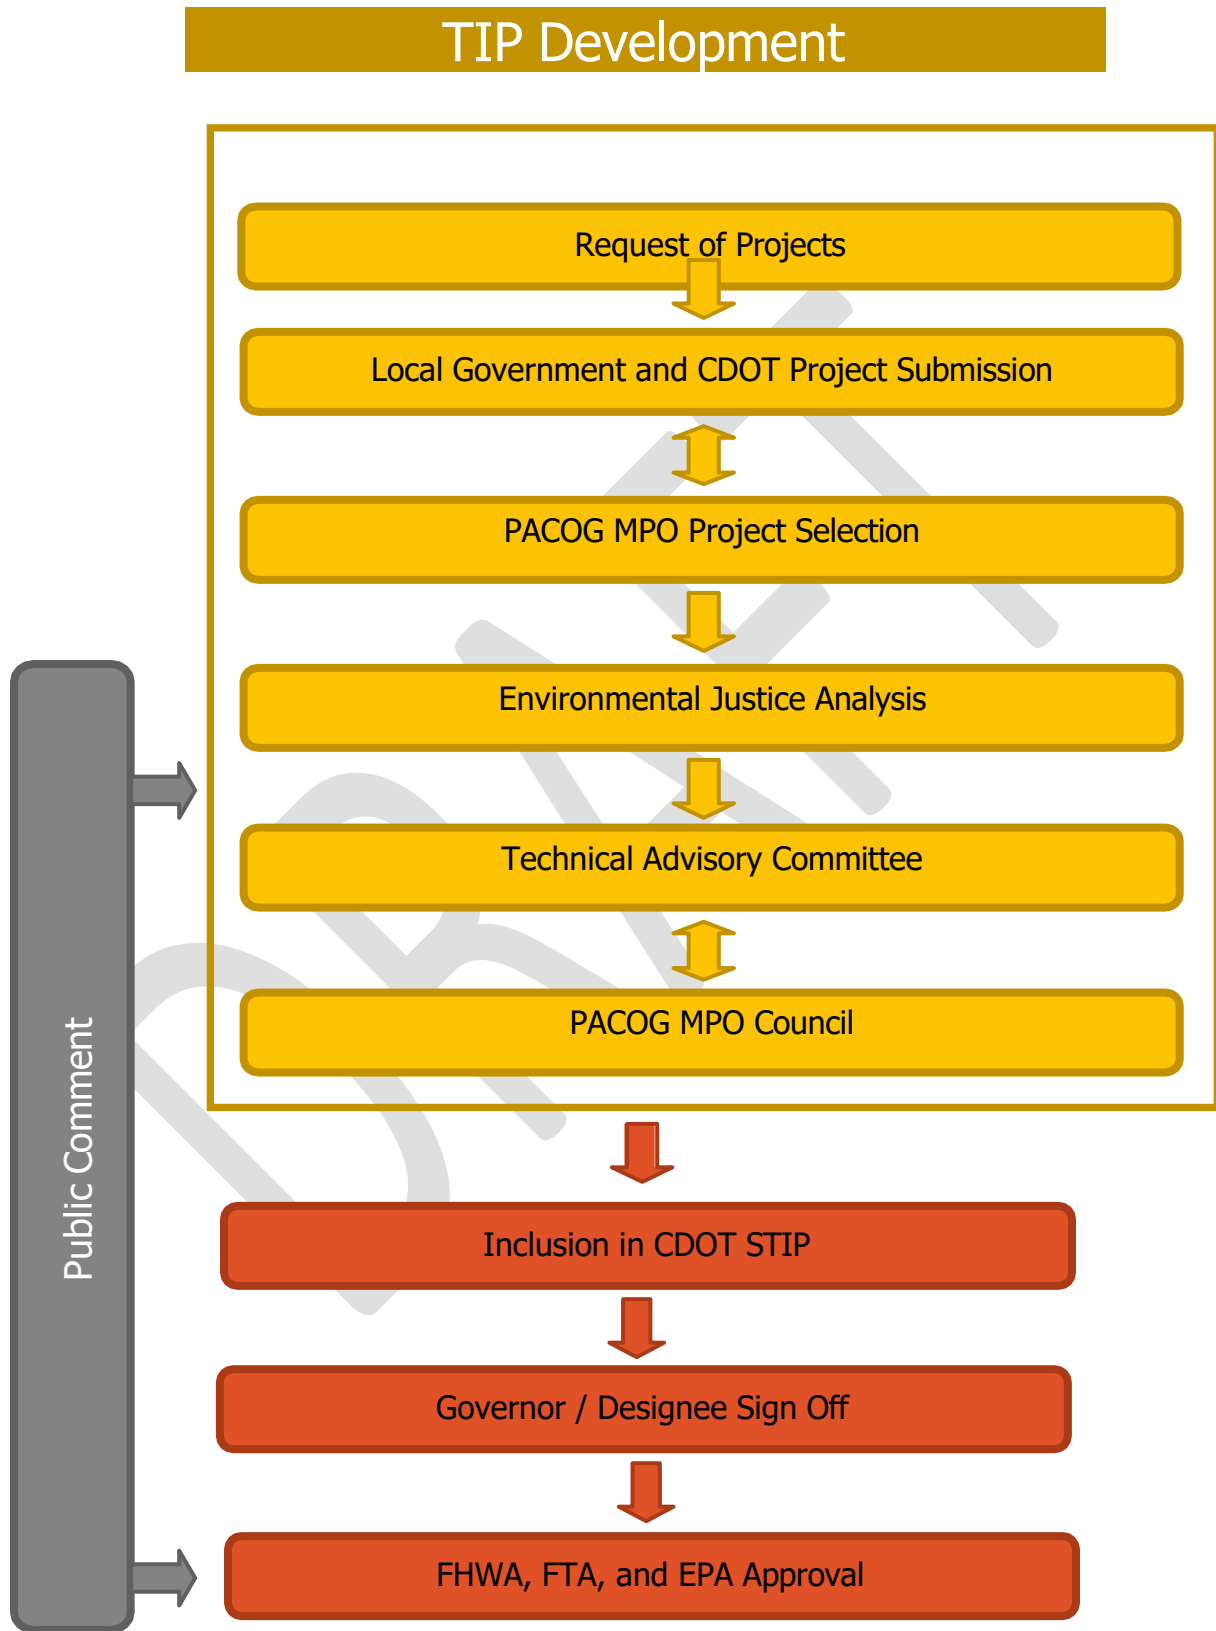 TIP Development
Request of Projects
Local Government and CDOT Project Submission
PACOG MPO Project Selection
Environmental Justice Analysis
Technical Advisory Committee
PACOG MPO Council
Public Comment
Inclusion in CDOT STIP
Governor / Designee Sign Off
FHWA, FTA, and EPA Approval
DRAFT